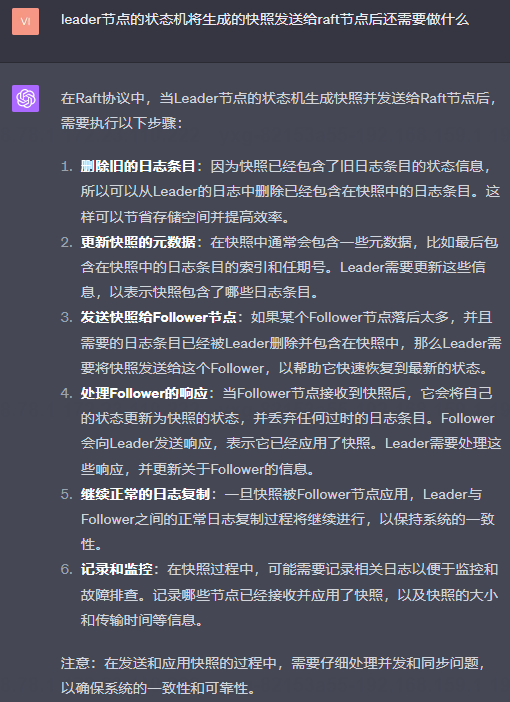 VI
leader节点的状态机将生成的快照发送给raft节点后还需要做什么
在Raft协议中，当Leader节点的状态机生成快照并发送给Raft节点后，
需要执行以下步骤：
1. 删除旧的日志条目：因为快照已经包含了旧日志条目的状态信息，
所以可以从Leader的日志中删除已经包含在快照中的日志条目。这
样可以节省存储空间并提高效率。
2. 更新快照的元数据：在快照中通常会包含一些元数据，比如最后包
含在快照中的日志条目的索引和任期号。Leader需要更新这些信
息，以表示快照包含了哪些日志条目。
3. 发送快照给Follower节点：如果某个Follower节点落后太多，并且
需要的日志条目已经被Leader删除并包含在快照中，那么Leader需
要将快照发送给这个Follower，以帮助它快速恢复到最新的状态。
4. 处理Follower的响应：当Follower节点接收到快照后，它会将自己
的状态更新为快照的状态，并丢弃任何过时的日志条目。Follower
会向Leader发送响应，表示它已经应用了快照。Leader需要处理这
些响应，并更新关于Follower的信息。
5. 继续正常的日志复制：一旦快照被Follower节点应用，Leader与
Follower之间的正常日志复制过程将继续进行，以保持系统的一致
性。
6. 记录和监控：在快照过程中，可能需要记录相关日志以便于监控和
故障排查。记录哪些节点已经接收并应用了快照，以及快照的大小
和传输时间等信息。
注意：在发送和应用快照的过程中，需要仔细处理并发和同步问题，
以确保系统的一致性和可靠性。